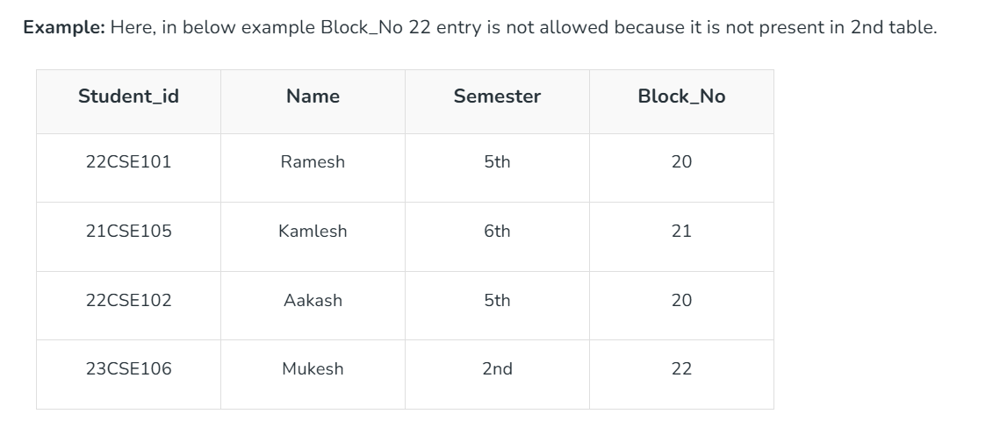 Example: Here, in below example Block_No 22 entry is not allowed because it is not present in 2nd table.
Student_id Name Semester Block_No
22CSE101 Ramesh 5th 20
21CSE105 Kamlesh 6th 21
22CSE102 Aakash 5th 20
23CSE106 Mukesh 2nd 22